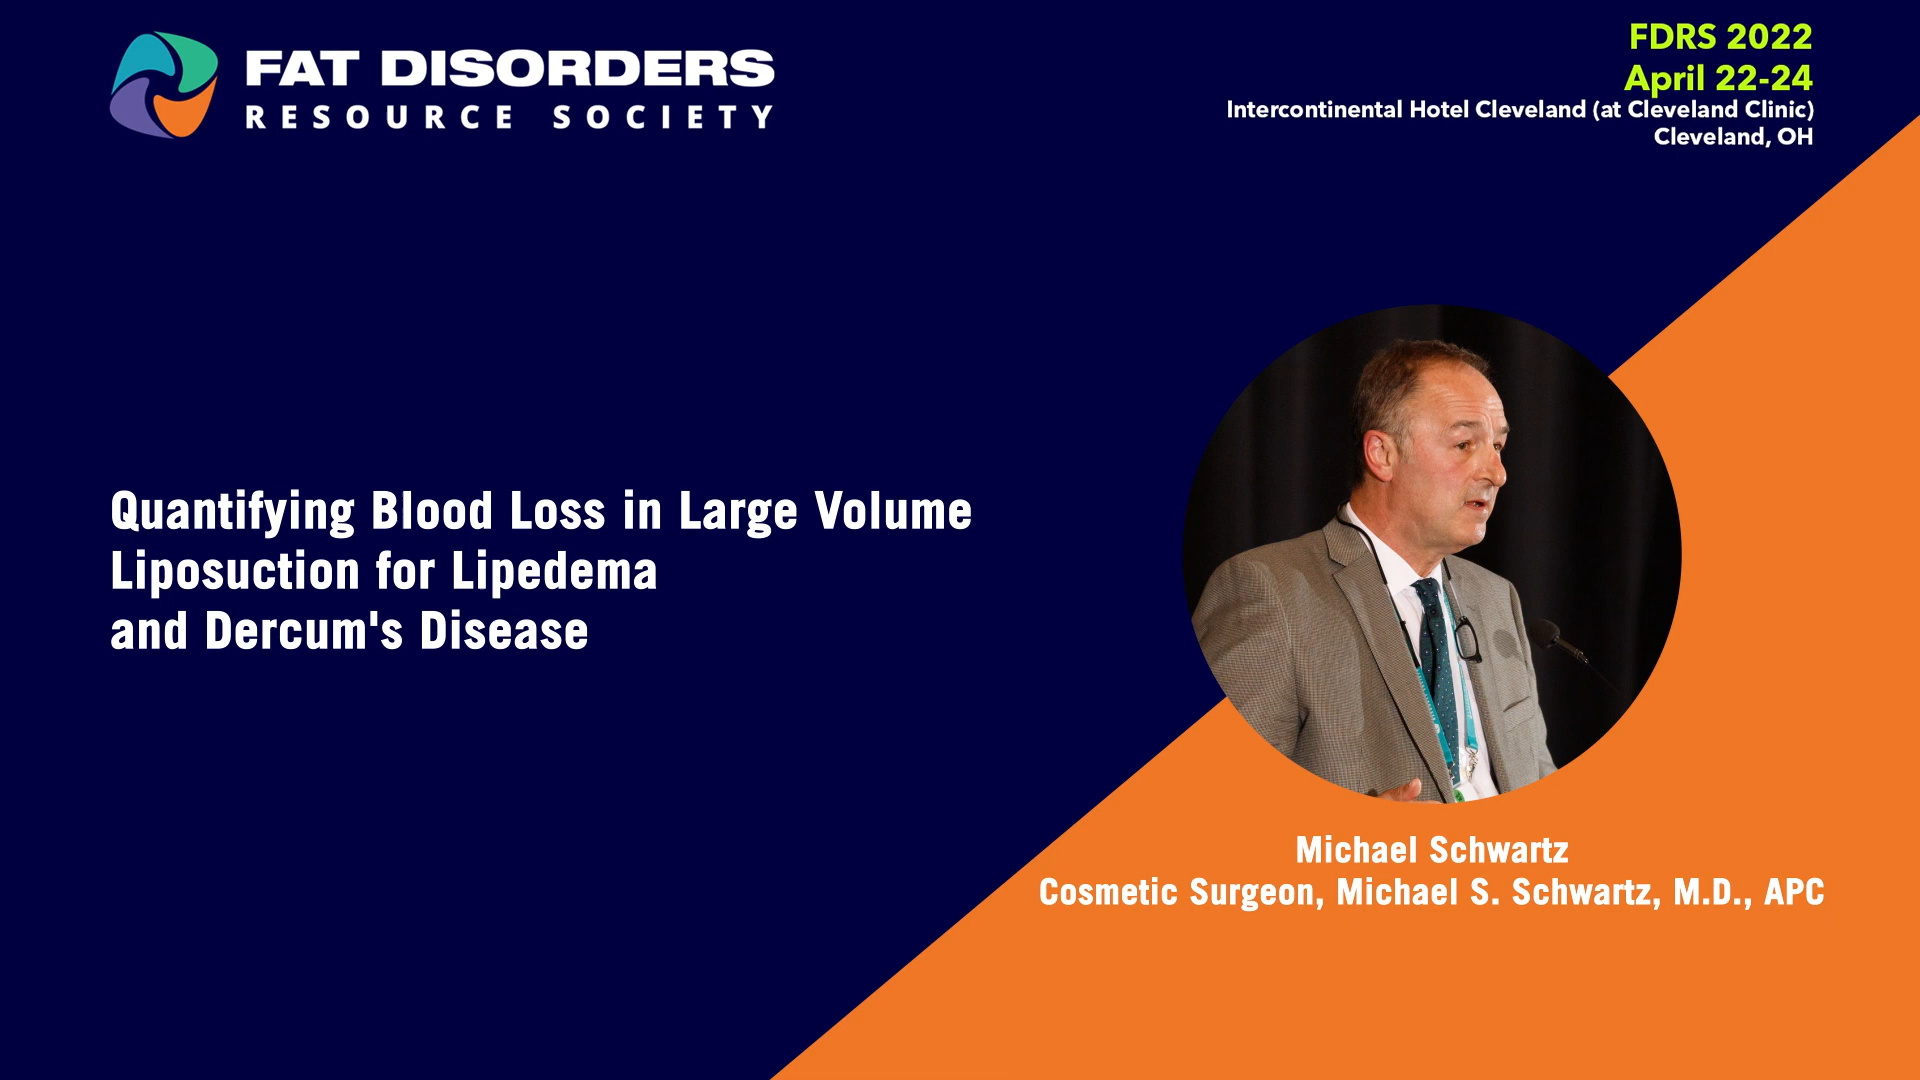 FAT DISORDERS
RESOURCE SOCIETY
FDRS 2022
April 22-24
Intercontinental Hotel Cleveland (at Cleveland Clinic)
Cleveland, OH
Quantifying Blood Loss in Large Volume
Liposuction for Lipedema
and Dercum's Disease
Michael Schwartz
Cosmetic Surgeon, Michael S. Schwartz, M.D., APC